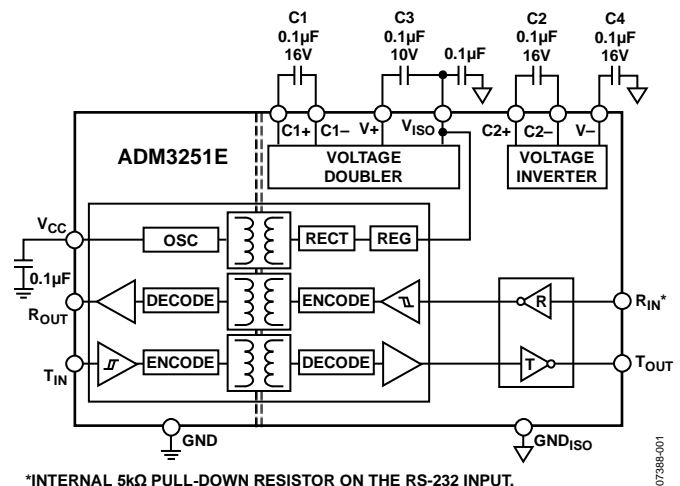 C1
0.1µF
16V
C3
0.1µF
10V
0.1µF
C2
0.1µF
16V
C4
0.1µF
16V
ADM3251E
C1+ C1– V+ VISO C2+ C2– V–
VOLTAGE
DOUBLER
VOLTAGE
INVERTER
VCC
0.1µF
OSC
RECT
REG
ROUT
DECODE
ENCODE
R
RIN*
TIN
ENCODE
DECODE
T
TOUT
GND
GNDISO
*INTERNAL 5kΩ PULL-DOWN RESISTOR ON THE RS-232 INPUT.
07388-001